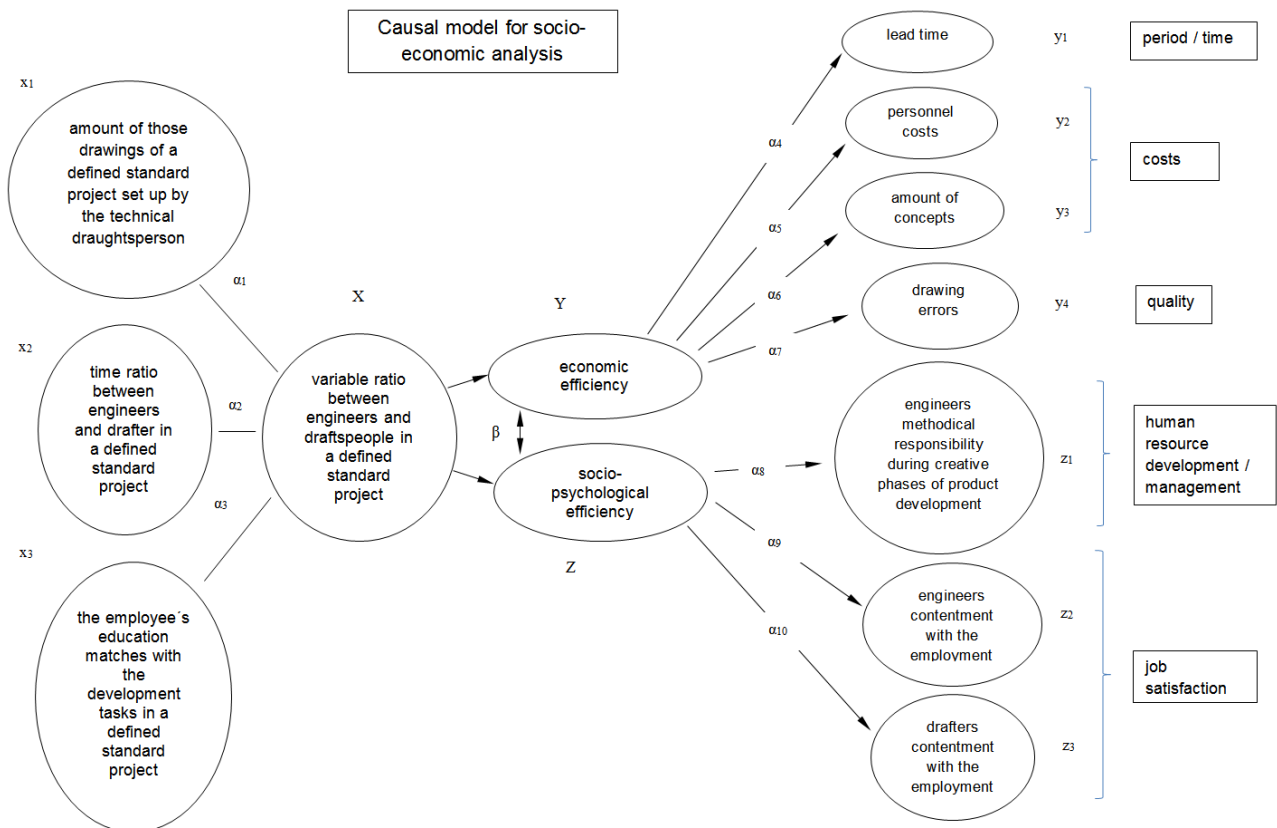 Causal model for socio-
economic analysis
x1
amount of those
drawings of a
defined standard
project set up by
the technical
draughtsperson
α1
x2
time ratio
between
engineers
and drafter in
a defined
standard
project
α2
α3
x3
the employee´s
education
matches with
the
development
tasks in a
defined
standard
project
X
variable ratio
between
engineers and
draftspeople in
a defined
standard
project
Y
economic
efficiency
β
socio-
psychological
efficiency
Z
α4
α5
α6
α7
α8
α9
α10
lead time
y1
period / time
personnel
costs
y2
costs
amount of
concepts
y3
drawing
errors
y4
quality
engineers
methodical
responsibility
during creative
phases of product
development
z1
human
resource
development /
management
engineers
contentment
with the
employment
z2
job
satisfaction
drafters
contentment
with the
employment
z3